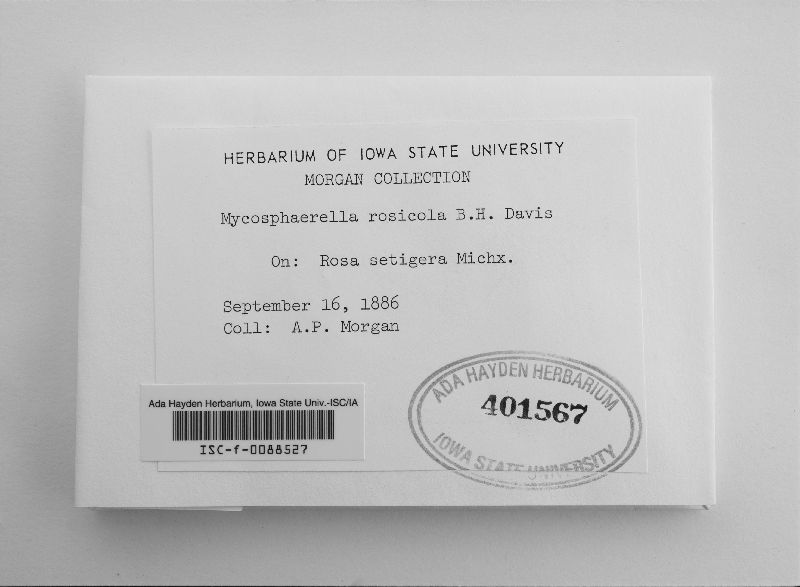 HERBARIUM OF IOWA STATE UNIVERSITY
MORGAN COLLECTION
Mycosphaerella rosicola B.H. Davis
On: Rosa setigera Michx.
September 16, 1886
Coll: A.P. Morgan
Ada Hayden Herbarium, Iowa State Univ.-ISC/IA
ISC-f-0088527
ADA HAYDEN HERBARIUM
401567
IOWA STATE UNIVERSITY